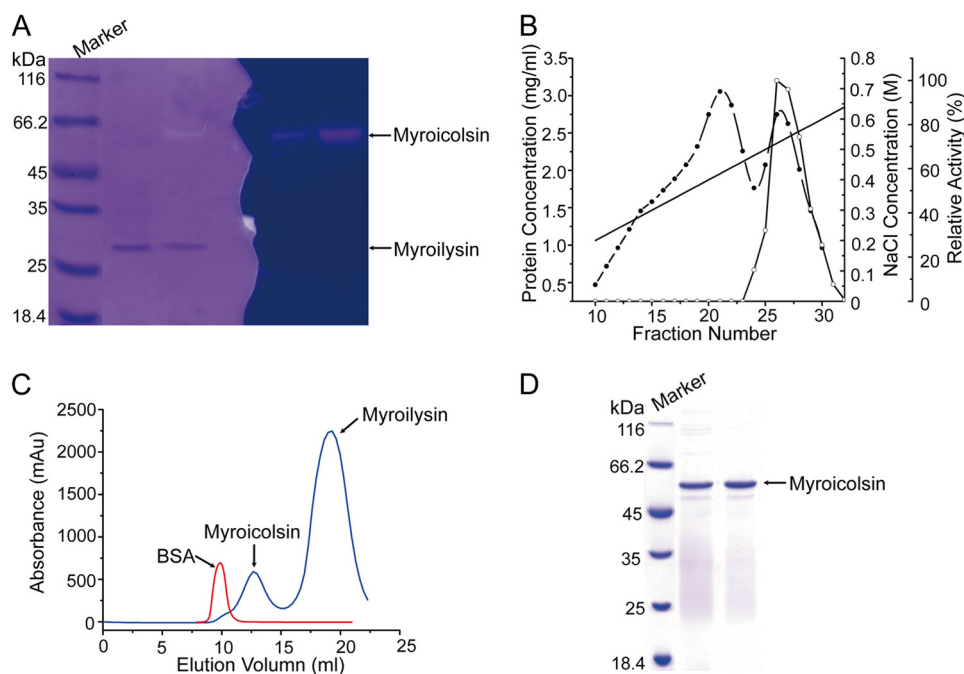 A
Marker
kDa
116
66.2
45
35
25
18.4
Myroicolsin
Myroilysin
B
Protein Concentration (mg/ml)
3.5
3.0
2.5
2.0
1.5
1.0
0.5
10 15 20 25 30
Fraction Number
0.8
0.7
0.6
0.5
0.4
0.3
0.2
0.1
0
NaCl Concentration (M)
100
80
60
40
20
0
Relative Activity (%)
C
Absorbance (mAu)
2500
2000
1500
1000
500
0
0 5 10 15 20 25
Elution Volumn (ml)
BSA
Myroicolsin
Myroilysin
D
Marker
kDa
116
66.2
45
35
25
18.4
Myroicolsin